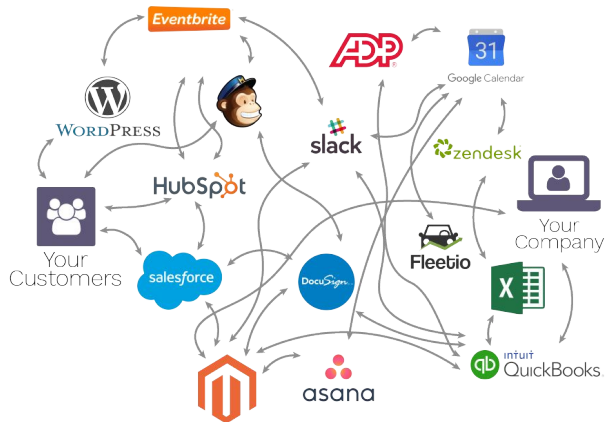 Eventbrite
ADP
31
Google Calendar
WORDPRESS
slack
zendesk
HubSpot
Your
Customers
Your
Company
Fleetio
salesforce
DocuSign
X
intuit
qb QuickBooks
asana